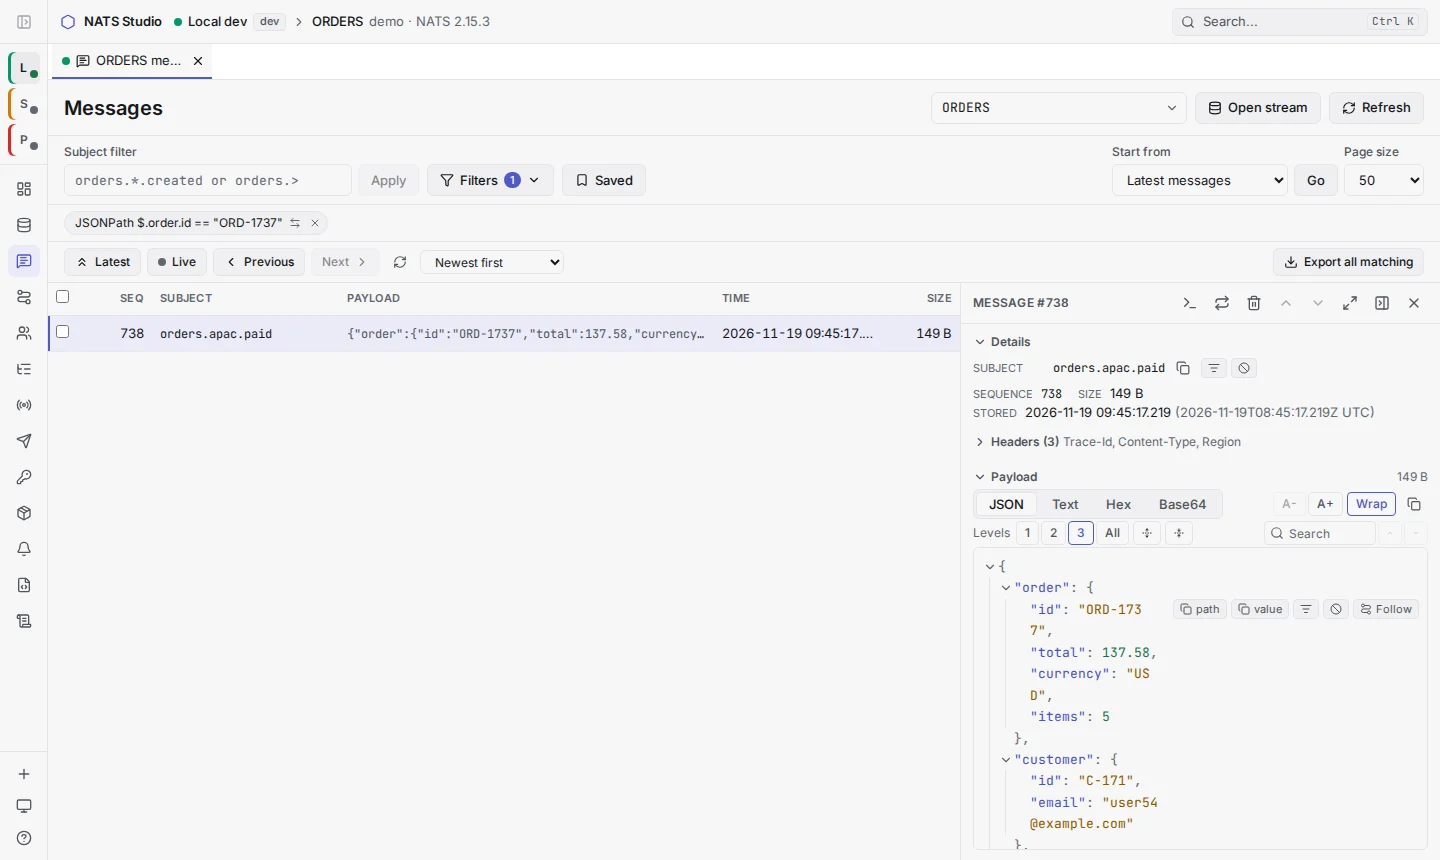 NATS Studio Local dev dev ORDERS demo · NATS 2.15.3 Search... Ctrl K
L
S
P
ORDERS me...
Messages ORDERS Open stream Refresh
Subject filter Start from Page size
orders.*.created or orders.> Apply Filters 1 Saved Latest messages Go 50
JSONPath $.order.id == "ORD-1737"
Latest Live Previous Next Newest first Export all matching
SEQ SUBJECT PAYLOAD TIME SIZE
738 orders.apac.paid {"order":{"id":"ORD-1737","total":137.58,"currency… 2026-11-19 09:45:17.... 149 B
MESSAGE #738
Details
SUBJECT orders.apac.paid
SEQUENCE 738 SIZE 149 B
STORED 2026-11-19 09:45:17.219 (2026-11-19T08:45:17.219Z UTC)
Headers (3) Trace-Id, Content-Type, Region
Payload 149 B
JSON Text Hex Base64 A- A+ Wrap
Levels 1 2 3 All Search
{
"order": {
"id": "ORD-173 path value Follow
7",
"total": 137.58,
"currency": "US
D",
"items": 5
},
"customer": {
"id": "C-171",
"email": "user54
@example.com"
},